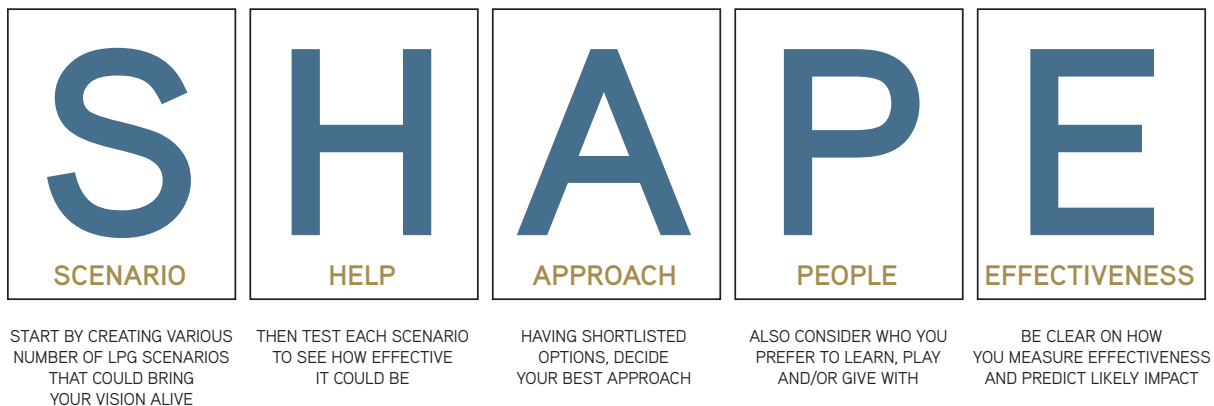 S
SCENARIO
START BY CREATING VARIOUS
NUMBER OF LPG SCENARIOS
THAT COULD BRING
YOUR VISION ALIVE
H
HELP
THEN TEST EACH SCENARIO
TO SEE HOW EFFECTIVE
IT COULD BE
A
APPROACH
HAVING SHORTLISTED
OPTIONS, DECIDE
YOUR BEST APPROACH
P
PEOPLE
ALSO CONSIDER WHO YOU
PREFER TO LEARN, PLAY
AND/OR GIVE WITH
E
EFFECTIVENESS
BE CLEAR ON HOW
YOU MEASURE EFFECTIVENESS
AND PREDICT LIKELY IMPACT